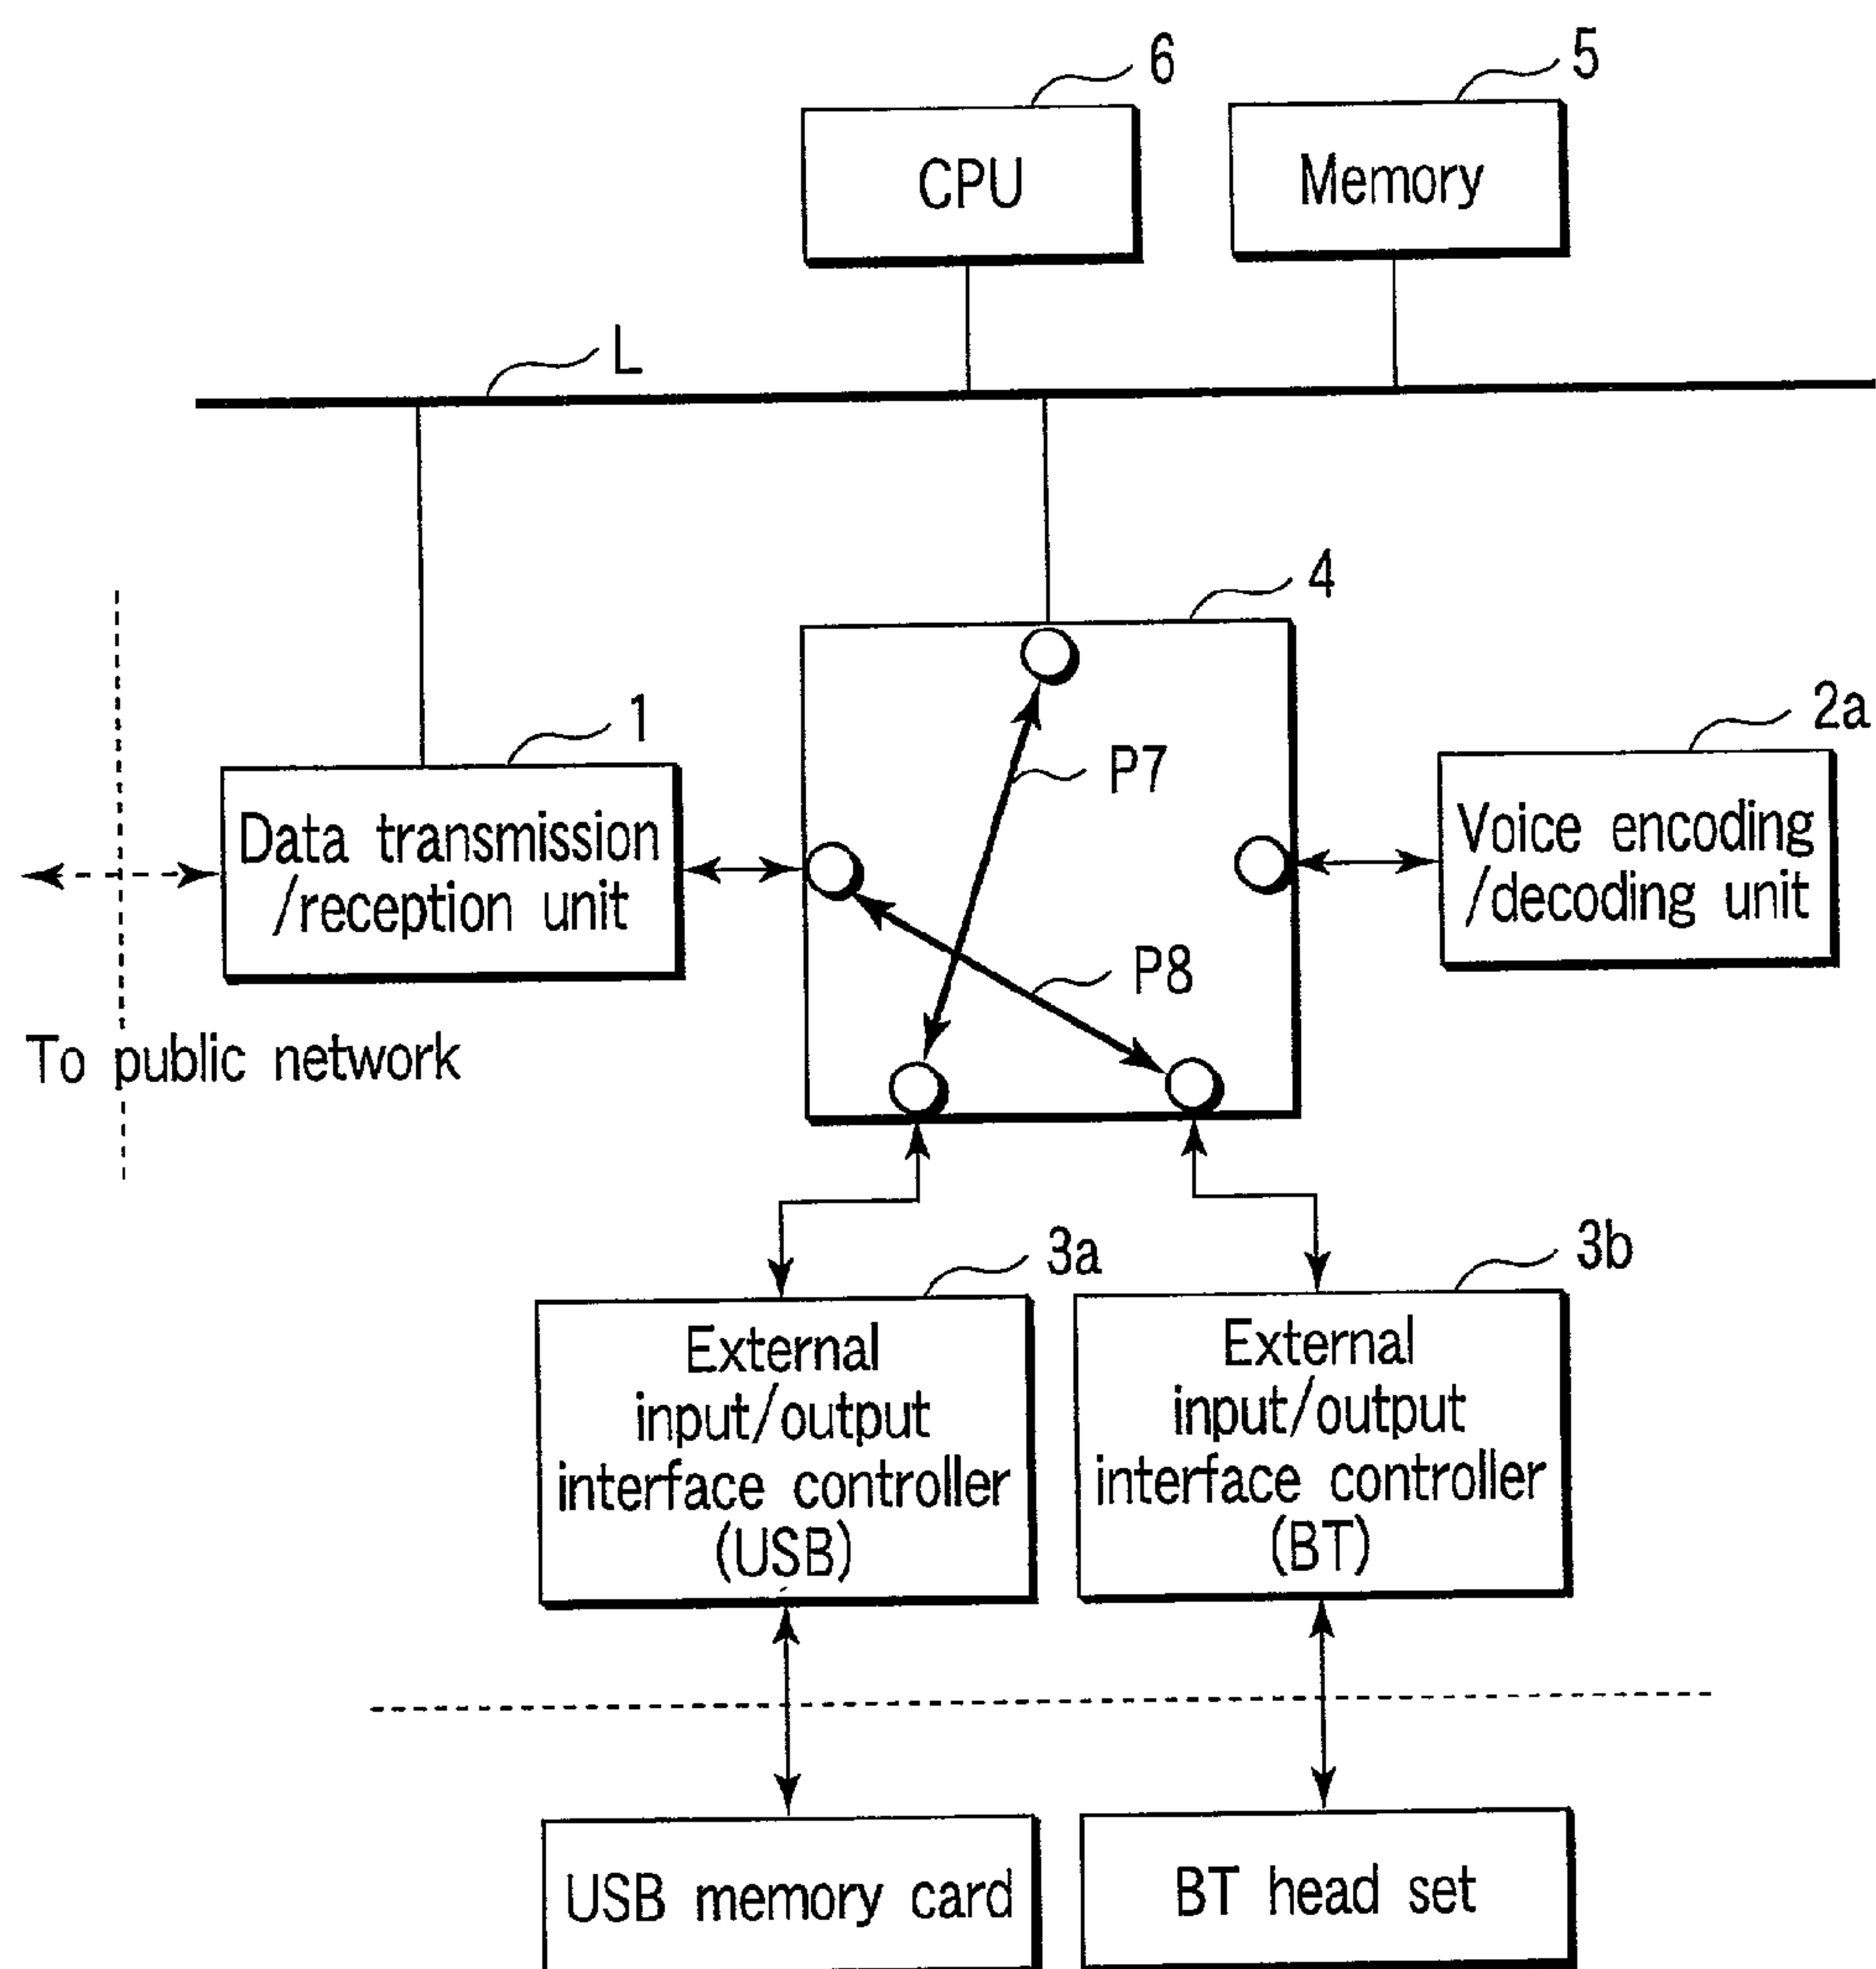 6
5
CPU
Memory
L
4
1
2a
P7
Data transmission
/reception unit
Voice encoding
/decoding unit
P8
To public network
3a
3b
External
input/output
interface controller
(USB)
External
input/output
interface controller
(BT)
USB memory card
BT head set